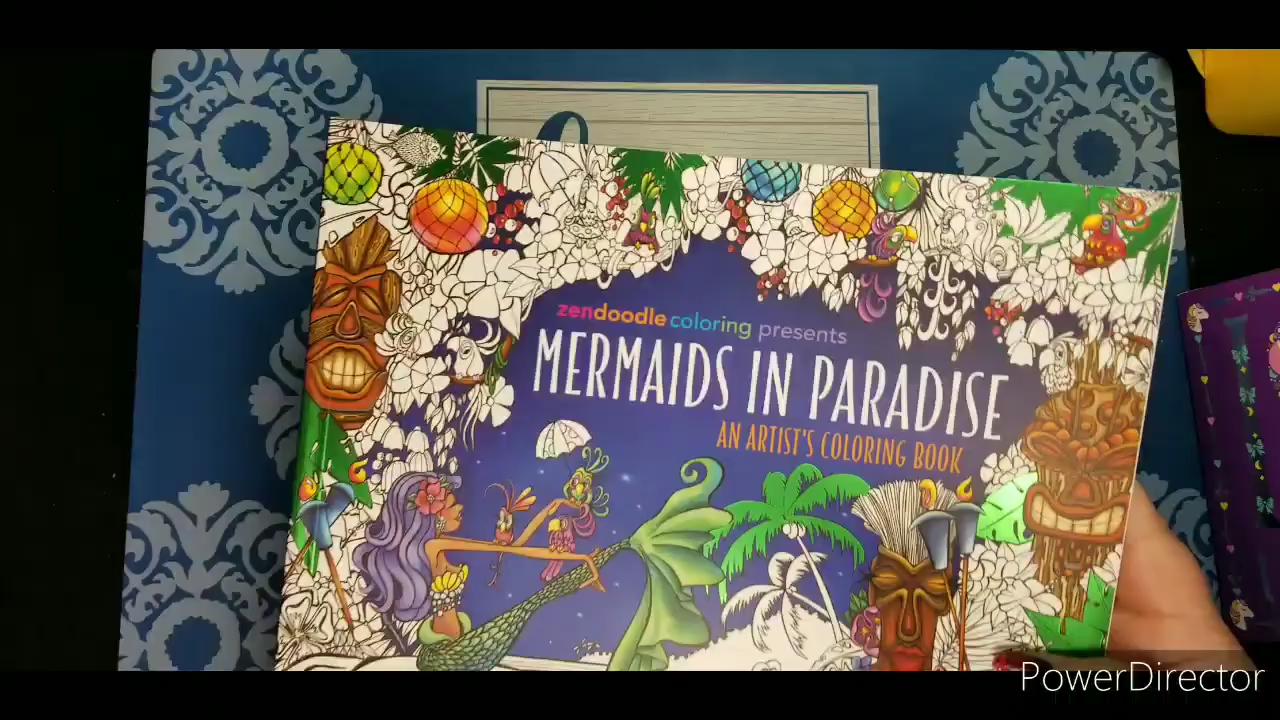 zendoodle coloring presents
MERMAIDS IN PARADISE
AN ARTIST'S COLORING BOOK
PowerDirector